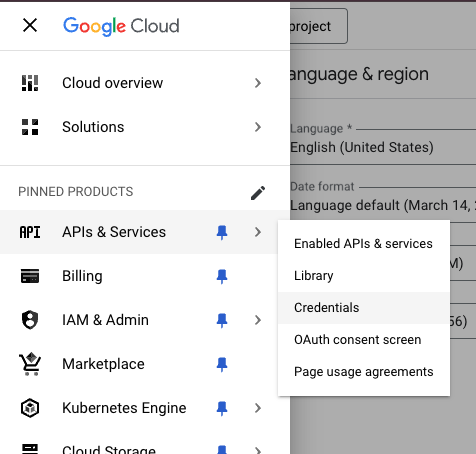 Google Cloud
project
Cloud overview
Solutions
anguage & region
Language *
English (United States)
Date format
Language default (March 14, 2
PINNED PRODUCTS
API APIs & Services
Enabled APIs & services
Library
Credentials
OAuth consent screen
Page usage agreements
M)
56)
Billing
IAM & Admin
Marketplace
Kubernetes Engine
Cloud Storage